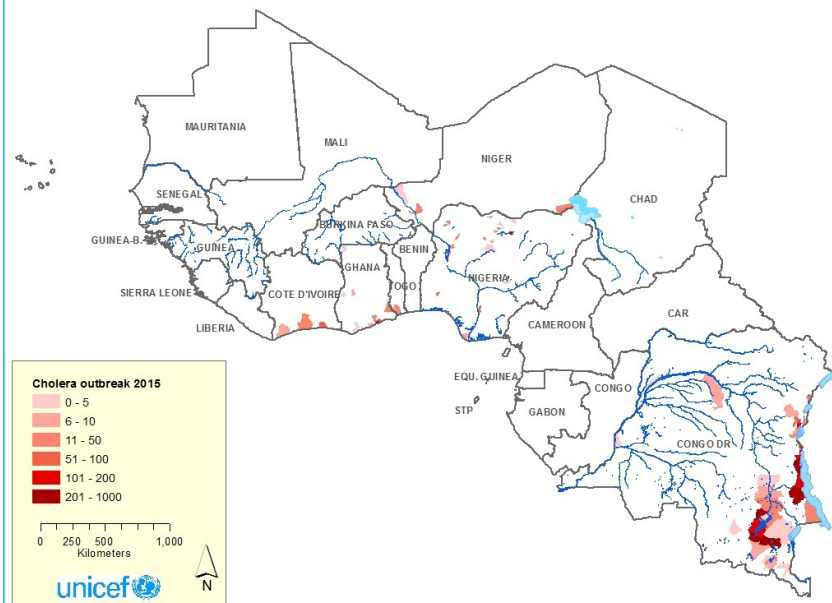 MAURITANIA
MALI
NIGER
CHAD
SENEGAL
GUINEA-B.
GUINEA
BURKINA FASO
BENIN
GHANA
TOGO
NIGERIA
SIERRA LEONE
COTE D'IVOIRE
LIBERIA
CAMEROON
CAR
EQU. GUINEA
CONGO
STP
GABON
CONGO DR
Cholera outbreak 2015
0 - 5
6 - 10
11 - 50
51 - 100
101 - 200
201 - 1000
0 250 500 1,000
Kilometers
N
unicef